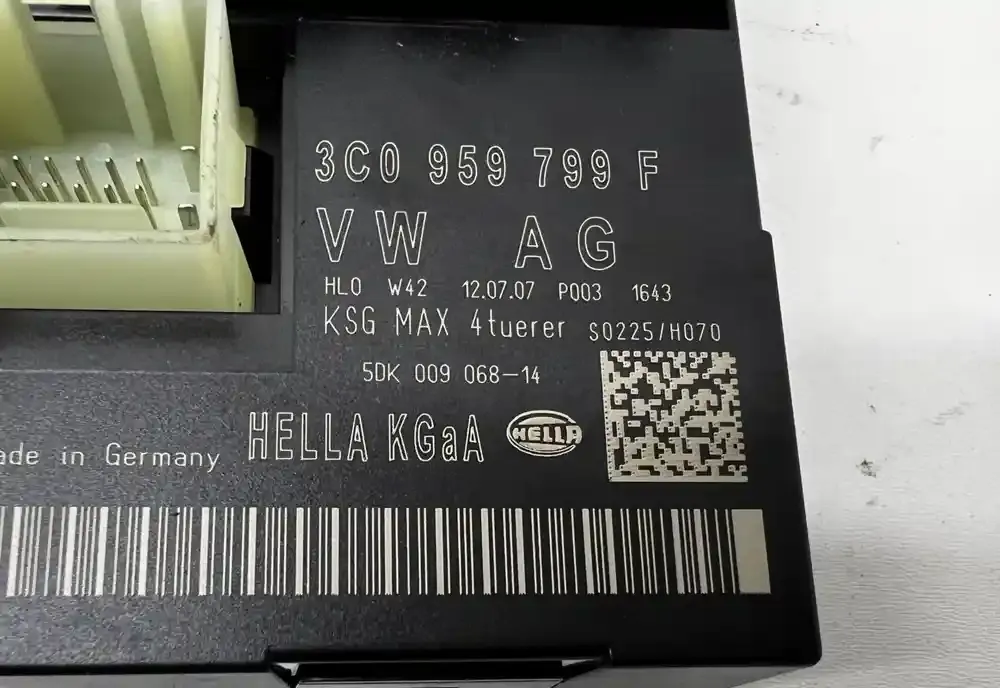 3C0 959 799 F
VW AG
HL0 W42 12.07.07 P003 1643
KSG MAX 4tuerer S0225/H070
5DK 009 068-14
HELLA KGaA HELLA
in Germany